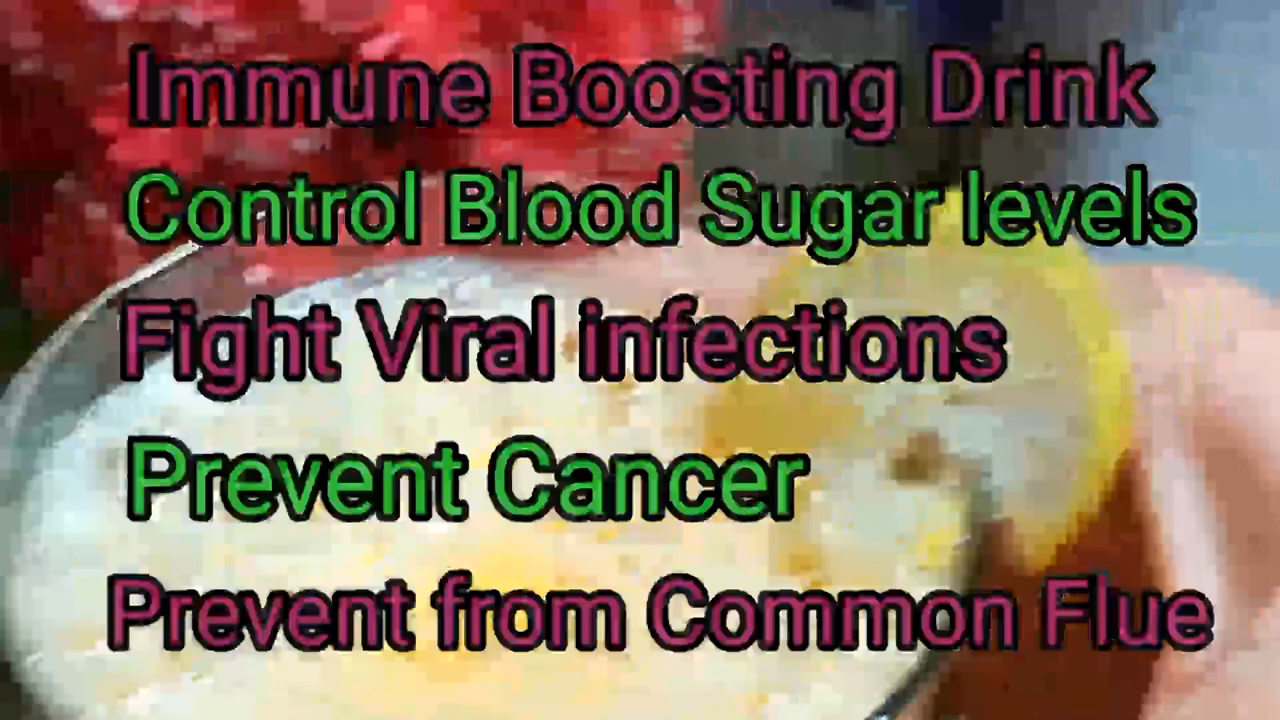 Immune Boosting Drink
Control Blood Sugar levels
Fight Viral infections
Prevent Cancer
Prevent from Common Flue